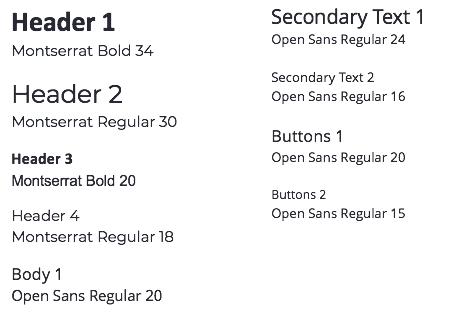 Header 1
Montserrat Bold 34
Header 2
Montserrat Regular 30
Header 3
Montserrat Bold 20
Header 4
Montserrat Regular 18
Body 1
Open Sans Regular 20
Secondary Text 1
Open Sans Regular 24
Secondary Text 2
Open Sans Regular 16
Buttons 1
Open Sans Regular 20
Buttons 2
Open Sans Regular 15